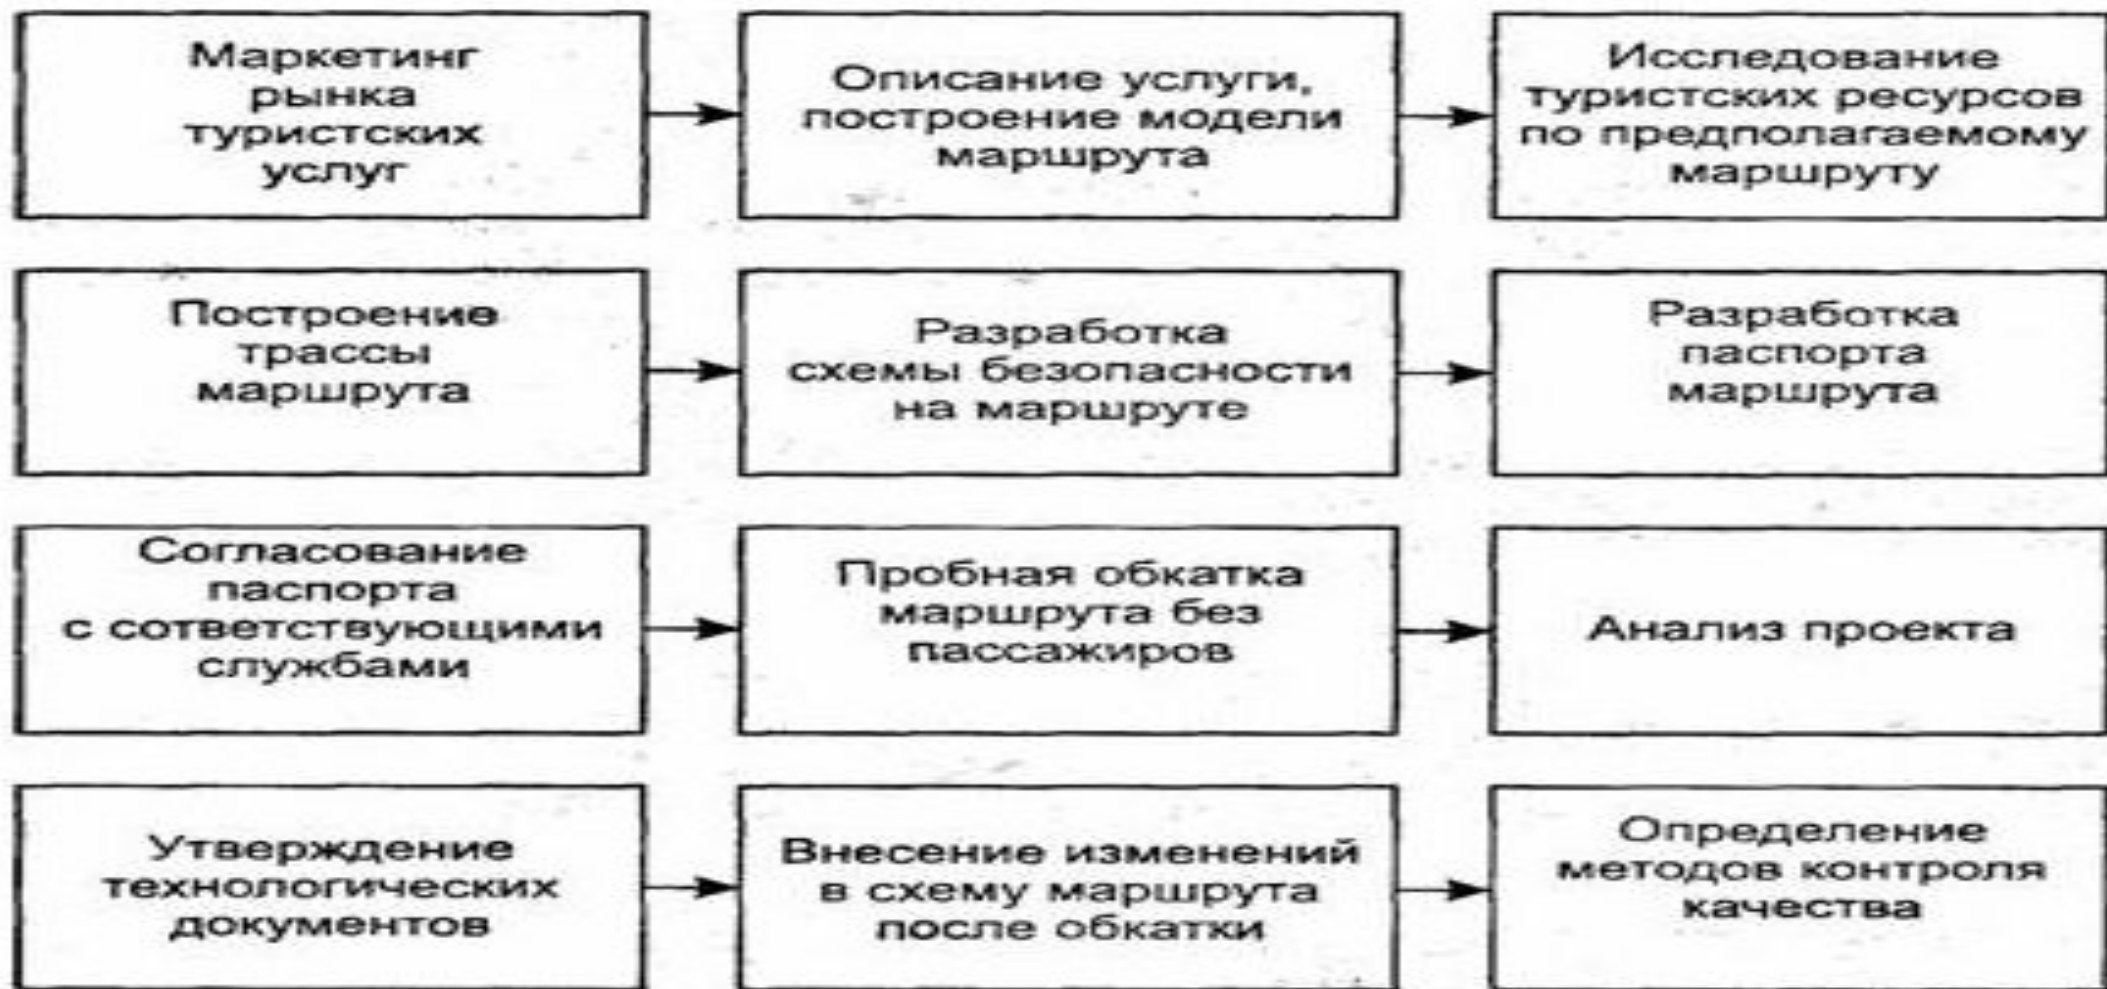 Маркетинг
рынка
туристских
услуг
Описание услуги,
построение модели
маршрута
Исследование
туристских ресурсов
по предполагаемому
маршруту
Построение
трассы
маршрута
Разработка
схемы безопасности
на маршруте
Разработка
паспорта
маршрута
Согласование
паспорта
с сответствующими
службами
Пробная обкатка
маршрута без
пассажиров
Анализ проекта
Утверждение
технологических
документов
Внесение изменений
в схему маршрута
после обкатки
Определение
методов контроля
качества